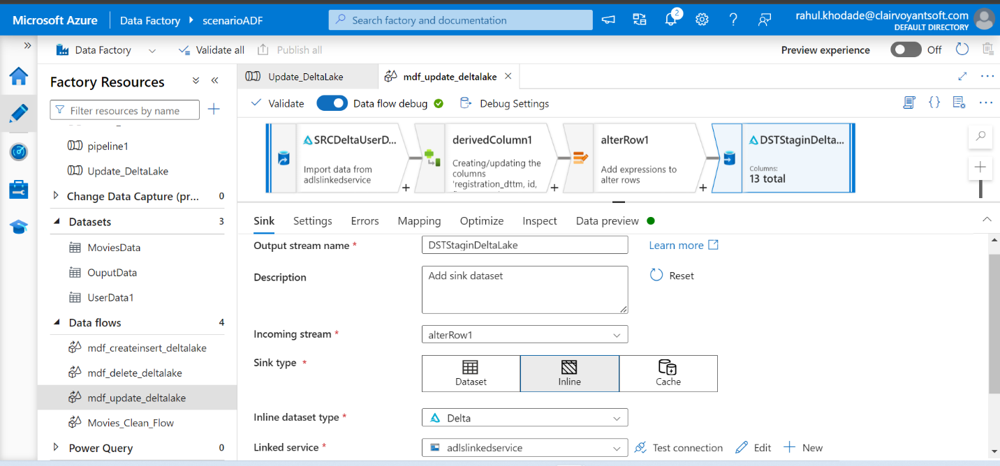 Microsoft Azure
Data Factory
scenarioADF
Search factory and documentation
2
rahul.khodade@clairvoyantsoft.com
DEFAULT DIRECTORY
Data Factory
Validate all
Publish all
Preview experience
Off
Factory Resources
Filter resources by name
pipeline1
Update_DeltaLake
Change Data Capture (pr... 0
Datasets 3
MoviesData
OuputData
UserData1
Data flows 4
mdf_createinsert_deltalake
mdf_delete_deltalake
mdf_update_deltalake
Movies_Clean_Flow
Power Query 0
Update_DeltaLake
mdf_update_deltalake
Validate
Data flow debug
Debug Settings
SRCDeltaUserD...
Import data from
adlslinkedservice
derivedColumn1
Creating/updating the
columns
'registration_dttm, id,
alterRow1
Add expressions to
alter rows
DSTStaginDelta...
Columns:
13 total
Sink Settings Errors Mapping Optimize Inspect Data preview
Output stream name *
DSTStaginDeltaLake
Learn more
Description
Add sink dataset
Reset
Incoming stream *
alterRow1
Sink type *
Dataset
Inline
Cache
Inline dataset type *
Delta
Linked service *
adlslinkedservice
Test connection
Edit
New